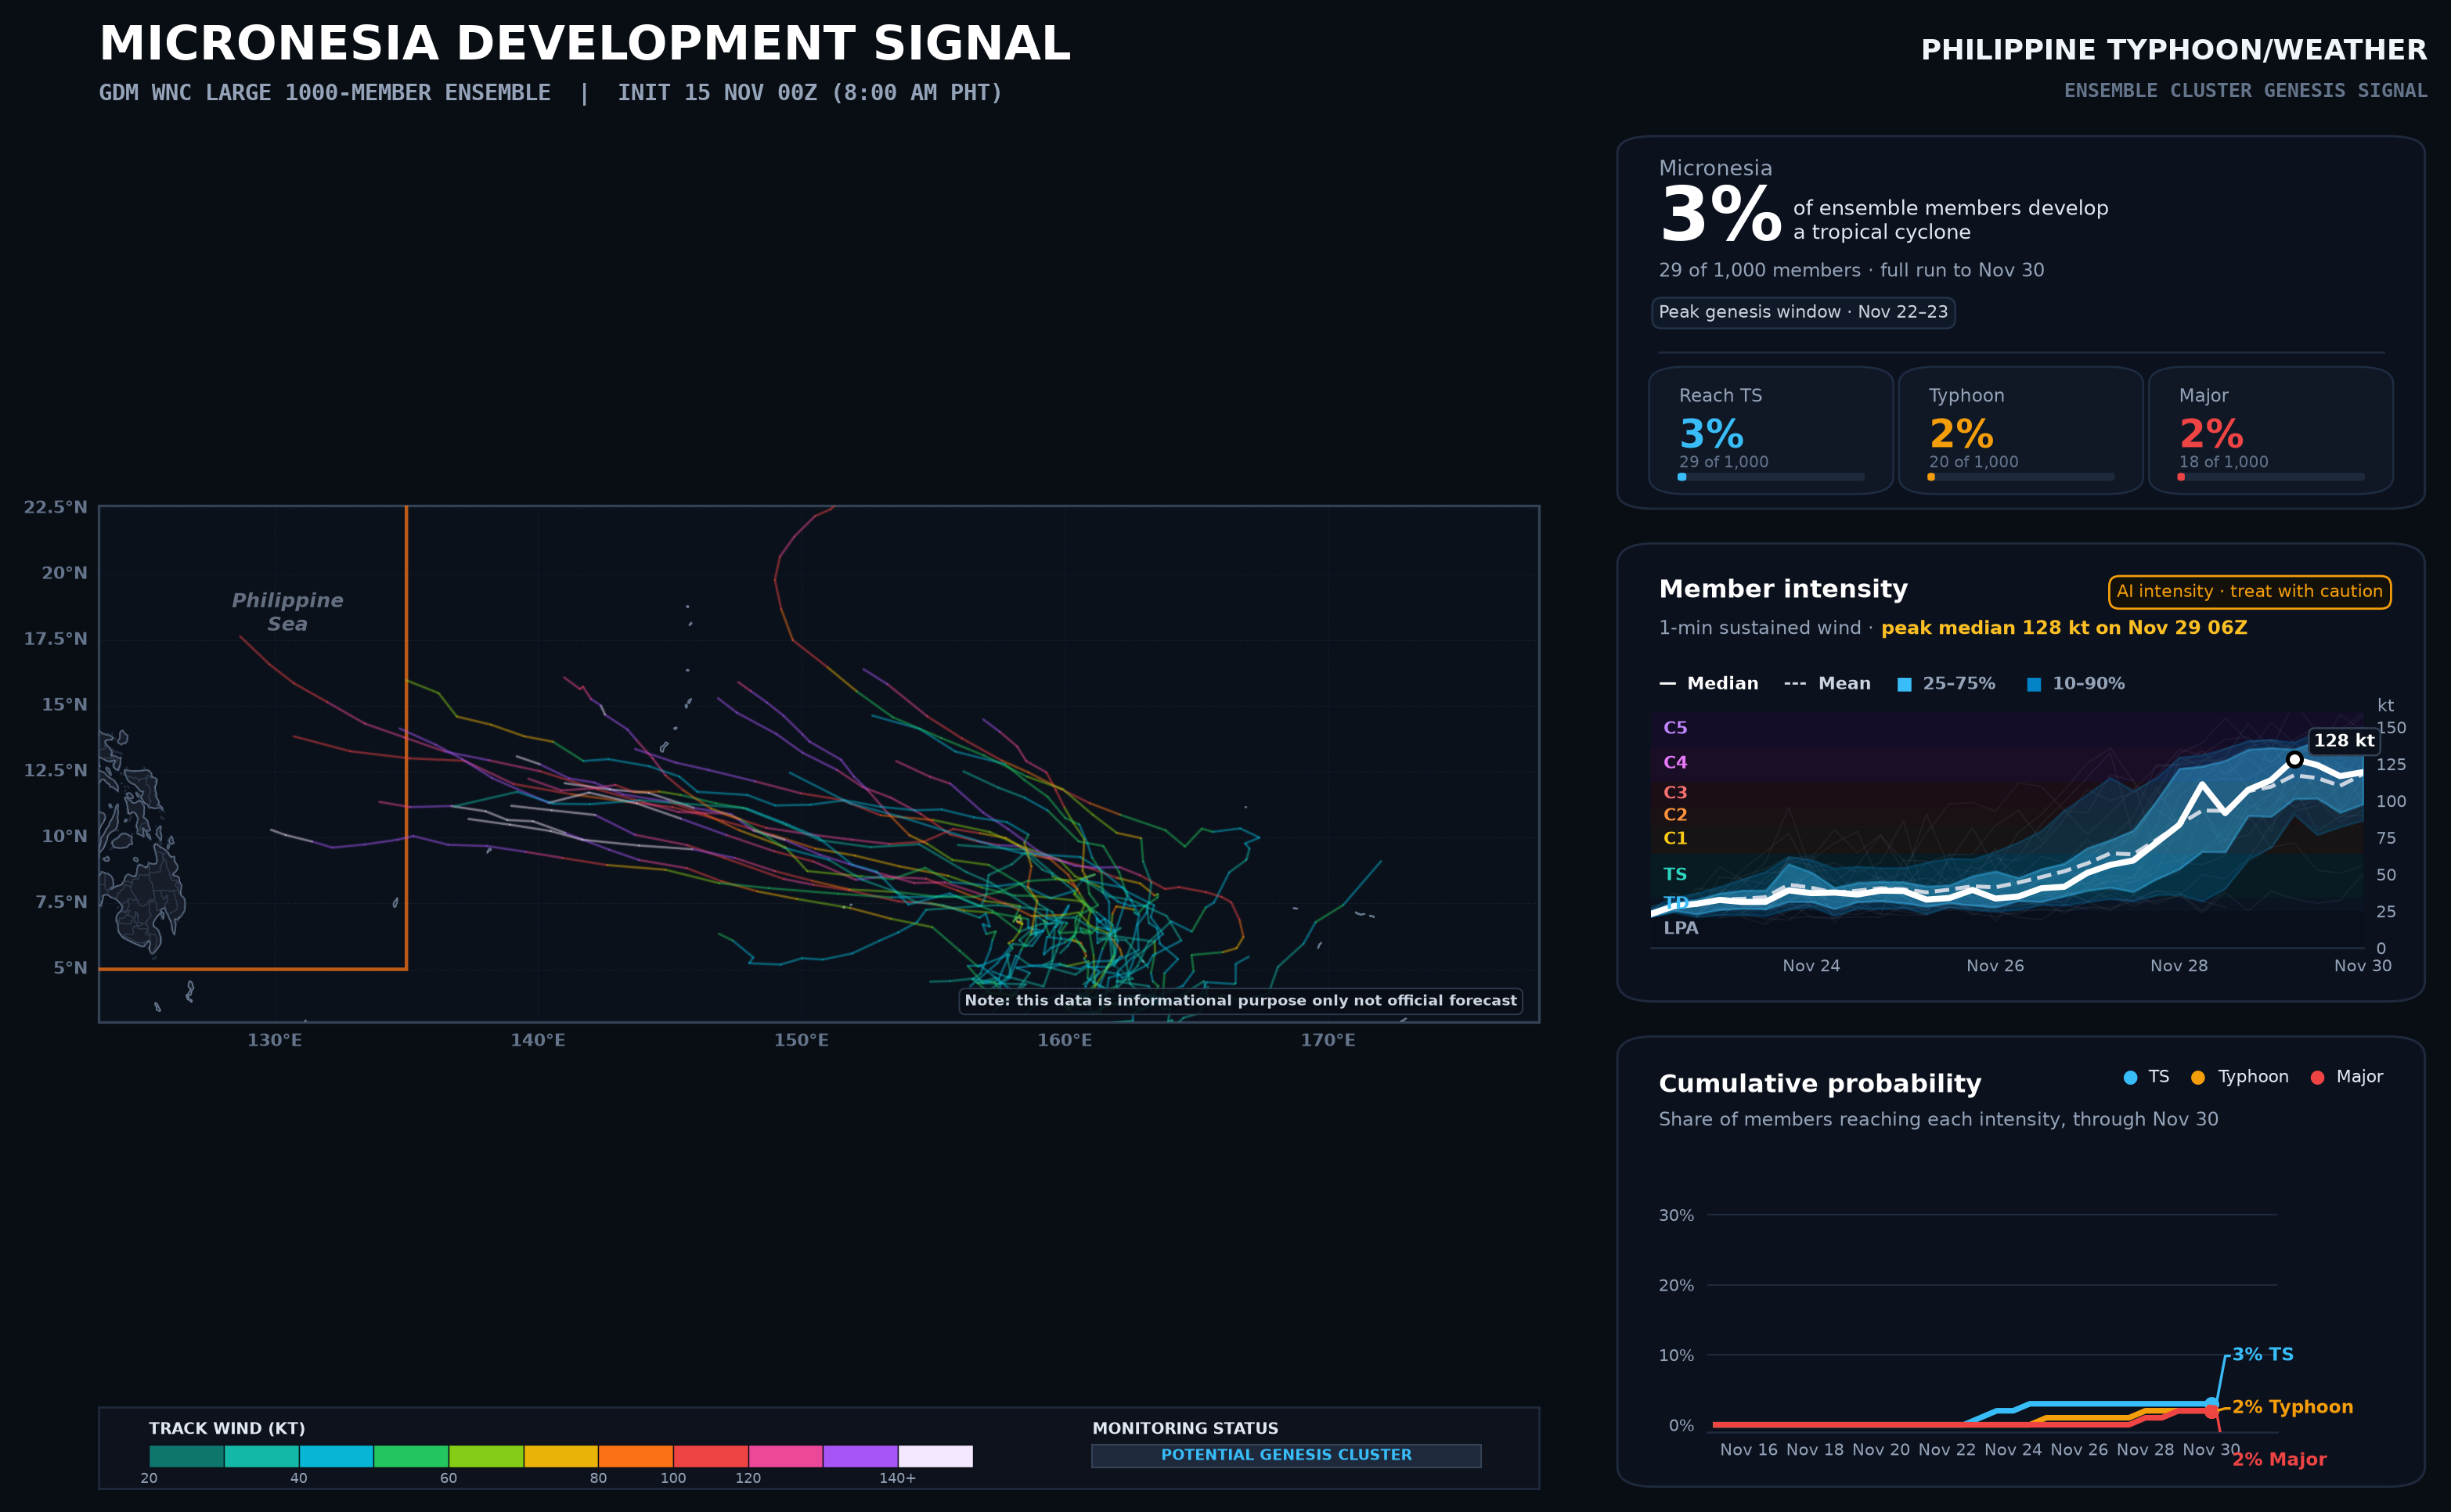 MICRONESIA DEVELOPMENT SIGNAL
GDM WNC LARGE 1000-MEMBER ENSEMBLE | INIT 15 NOV 00Z (8:00 AM PHT)
PHILIPPINE TYPHOON/WEATHER
ENSEMBLE CLUSTER GENESIS SIGNAL
22.5°N
20°N
17.5°N
15°N
12.5°N
10°N
7.5°N
5°N
Philippine
Sea
Note: this data is informational purpose only not official forecast
130°E
140°E
150°E
160°E
170°E
TRACK WIND (KT)
20
40
60
80
100
120
140+
MONITORING STATUS
POTENTIAL GENESIS CLUSTER
Micronesia
3%
of ensemble members develop
a tropical cyclone
29 of 1,000 members · full run to Nov 30
Peak genesis window · Nov 22–23
Reach TS
3%
29 of 1,000
Typhoon
2%
20 of 1,000
Major
2%
18 of 1,000
Member intensity
AI intensity · treat with caution
1-min sustained wind · peak median 128 kt on Nov 29 06Z
Median
Mean
25–75%
10–90%
kt
C5
C4
C3
C2
C1
TS
TD
LPA
128 kt
150
125
100
75
50
25
0
Nov 24
Nov 26
Nov 28
Nov 30
Cumulative probability
TS
Typhoon
Major
Share of members reaching each intensity, through Nov 30
30%
20%
10%
0%
3% TS
2% Typhoon
2% Major
Nov 16
Nov 18
Nov 20
Nov 22
Nov 24
Nov 26
Nov 28
Nov 30